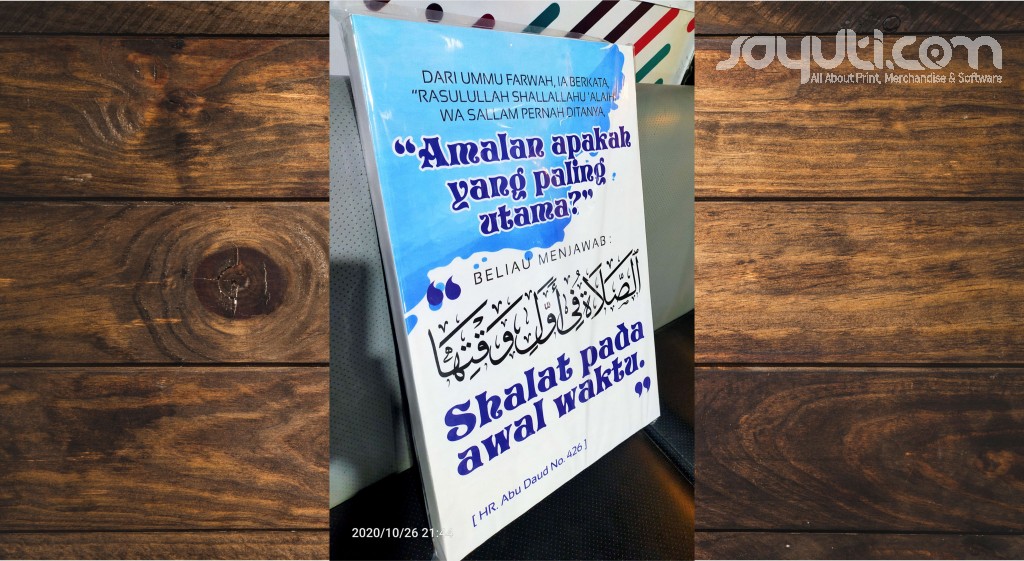 sayuti.com
All About Print, Merchandise & Software
DARI UMMU FARWAH, IA BERKATA,
"RASULULLAH SHALLALLAHU 'ALAIHI
WA SALLAM PERNAH DITANYA,
“Amalan apakah
yang paling
utama?”
BELIAU MENJAWAB :
“
الصَّلَاةُ فِي أَوَّلِ وَقْتِهَا
Shalat pada
awal waktu.
”
[ HR. Abu Daud No. 426 ]
2020/10/26 21:44